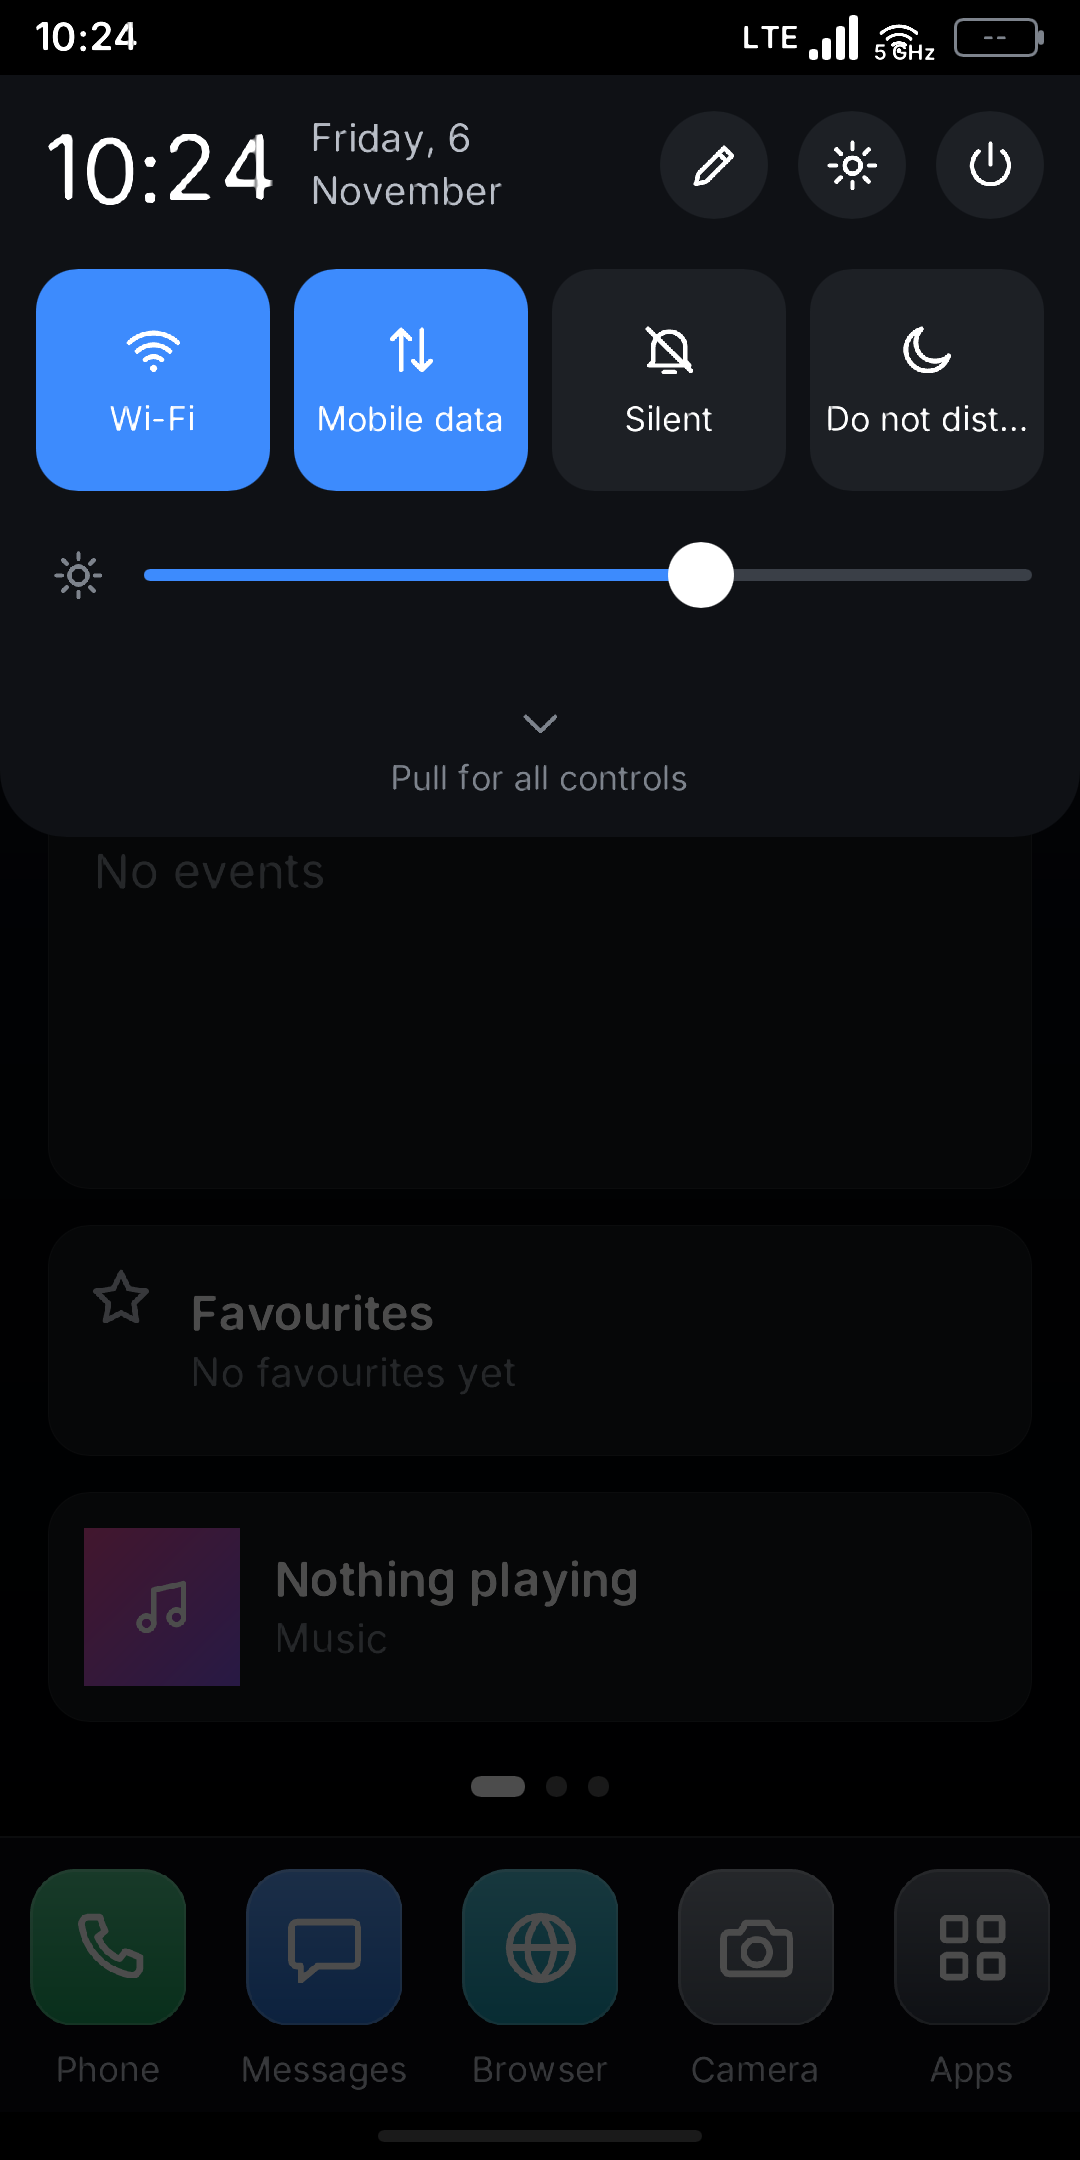 10:24
LTE
5 GHz
--
10:24
Friday, 6
November
Wi-Fi
Mobile data
Silent
Do not dist...
Pull for all controls
No events
Favourites
No favourites yet
Nothing playing
Music
Phone
Messages
Browser
Camera
Apps